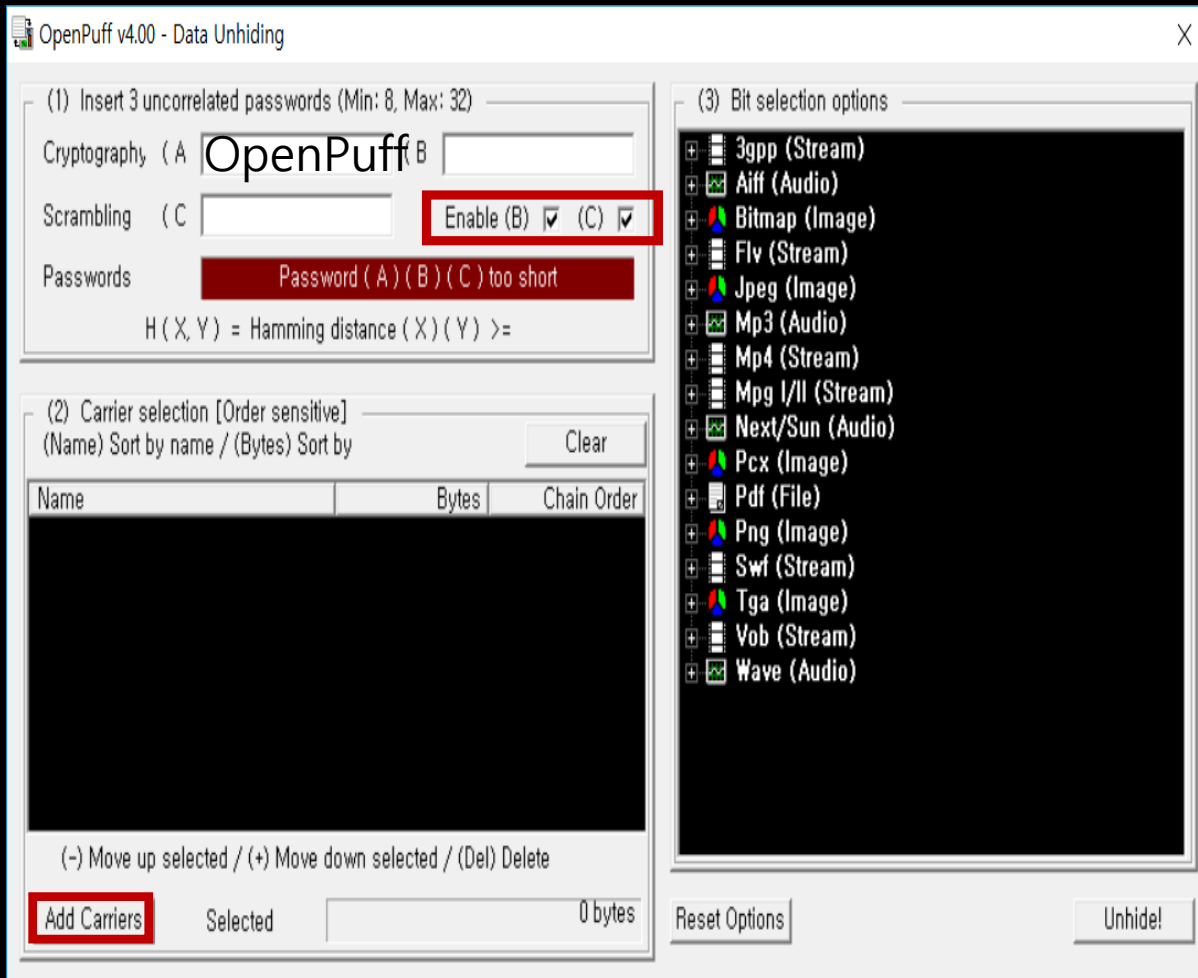 OpenPuff v4.00 - Data Unhiding
(1) Insert 3 uncorrelated passwords (Min: 8, Max: 32)
Cryptography (A OpenPuff (B
Scrambling (C Enable (B) (C)
Passwords Password (A) (B) (C) too short
H (X, Y) = Hamming distance (X) (Y) >=
(2) Carrier selection [Order sensitive]
(Name) Sort by name / (Bytes) Sort by
Clear
Name Bytes Chain Order
(-) Move up selected / (+) Move down selected / (Del) Delete
Add Carriers Selected 0 bytes
(3) Bit selection options
3gpp (Stream)
Aiff (Audio)
Bitmap (Image)
Flv (Stream)
Jpeg (Image)
Mp3 (Audio)
Mp4 (Stream)
Mpg I/II (Stream)
Next/Sun (Audio)
Pcx (Image)
Pdf (File)
Png (Image)
Swf (Stream)
Tga (Image)
Vob (Stream)
Wave (Audio)
Reset Options Unhide!